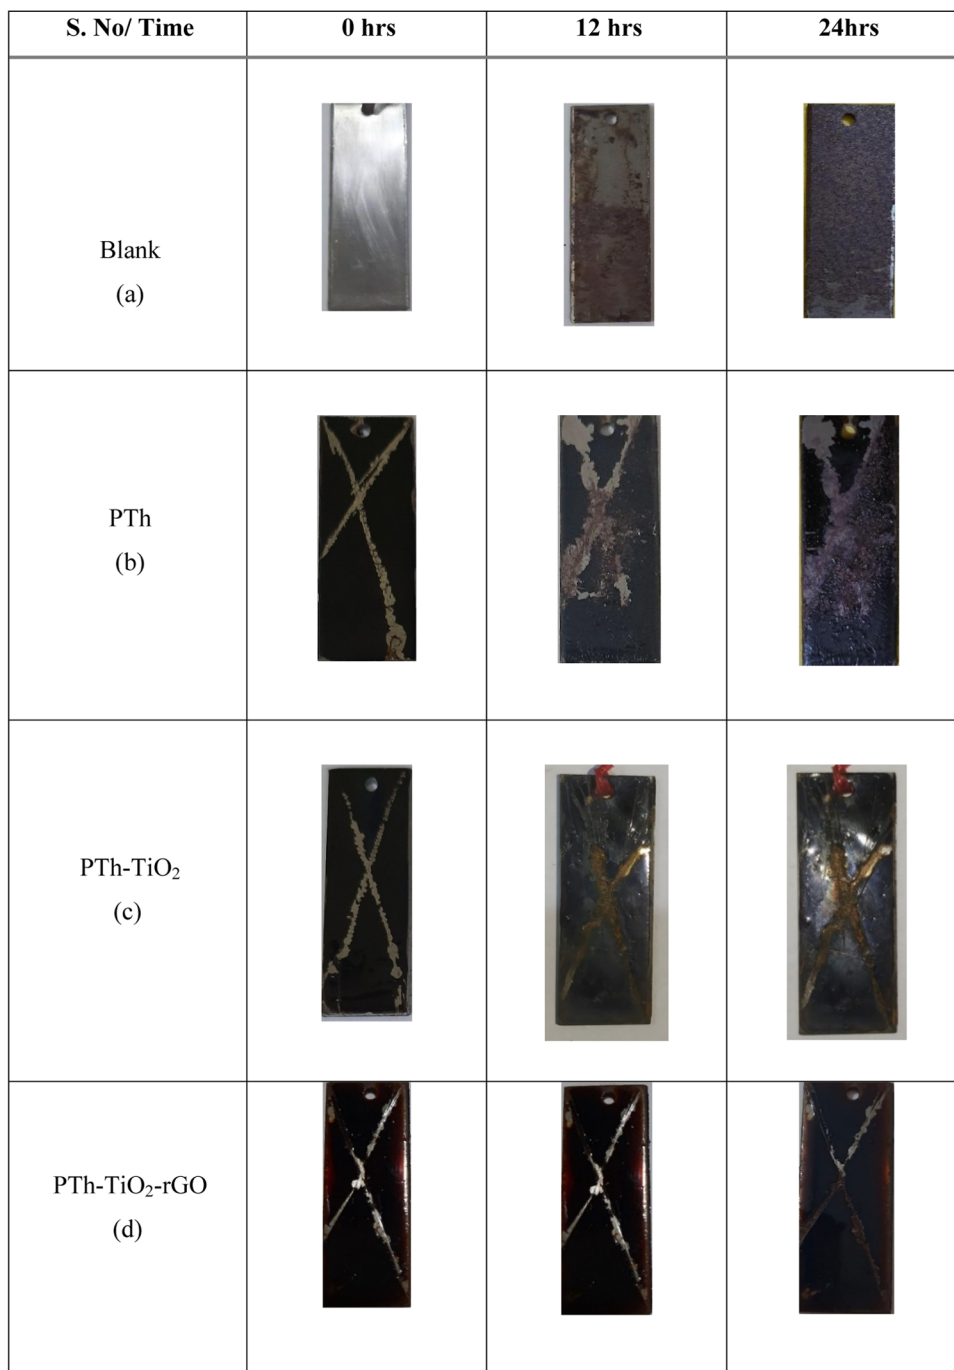 S. No/ Time 0 hrs 12 hrs 24hrs
Blank
(a)
PTh
(b)
PTh-TiO₂
(c)
PTh-TiO₂-rGO
(d)